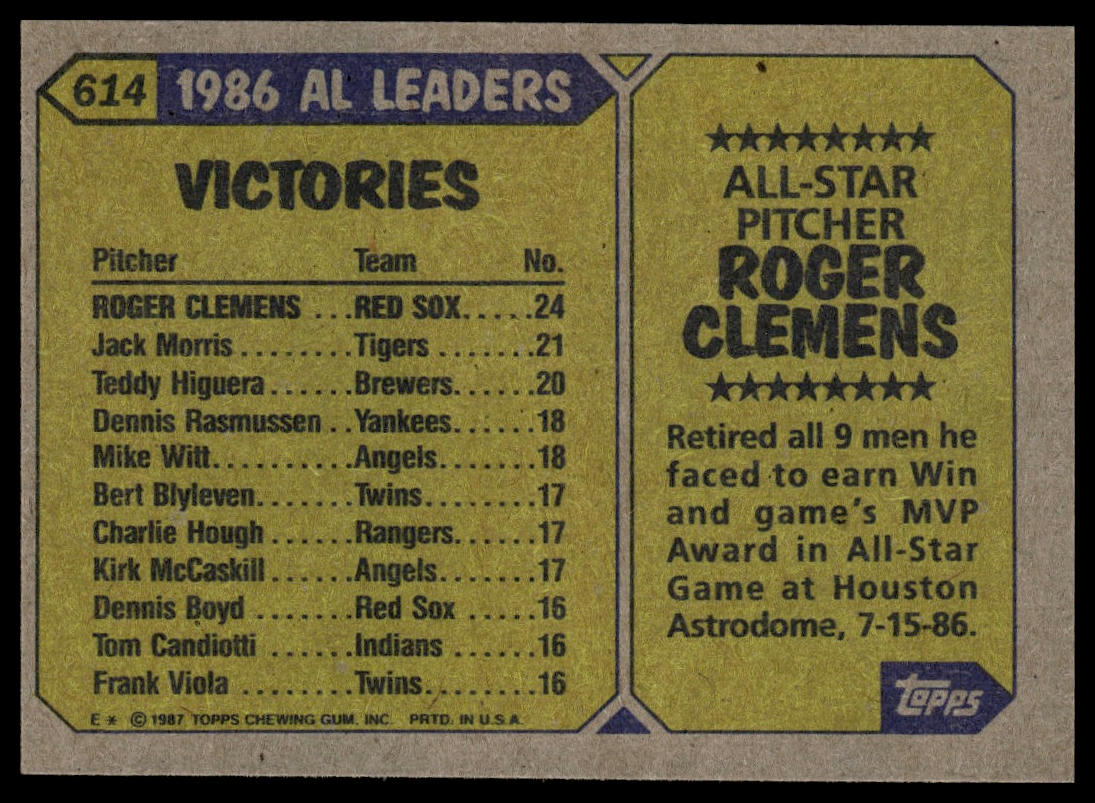 614 1986 AL LEADERS
VICTORIES
Pitcher Team No.
ROGER CLEMENS ...RED SOX.....24
Jack Morris........Tigers .......21
Teddy Higuera......Brewers......20
Dennis Rasmussen ..Yankees......18
Mike Witt..........Angels.......18
Bert Blyleven.......Twins........17
Charlie Hough ......Rangers......17
Kirk McCaskill......Angels.......17
Dennis Boyd ........Red Sox .....16
Tom Candiotti ......Indians ......16
Frank Viola ........Twins........16
E * © 1987 TOPPS CHEWING GUM, INC. PRTD. IN U.S.A.
ALL-STAR
PITCHER
ROGER
CLEMENS
Retired all 9 men he
faced to earn Win
and game's MVP
Award in All-Star
Game at Houston
Astrodome, 7-15-86.
topps